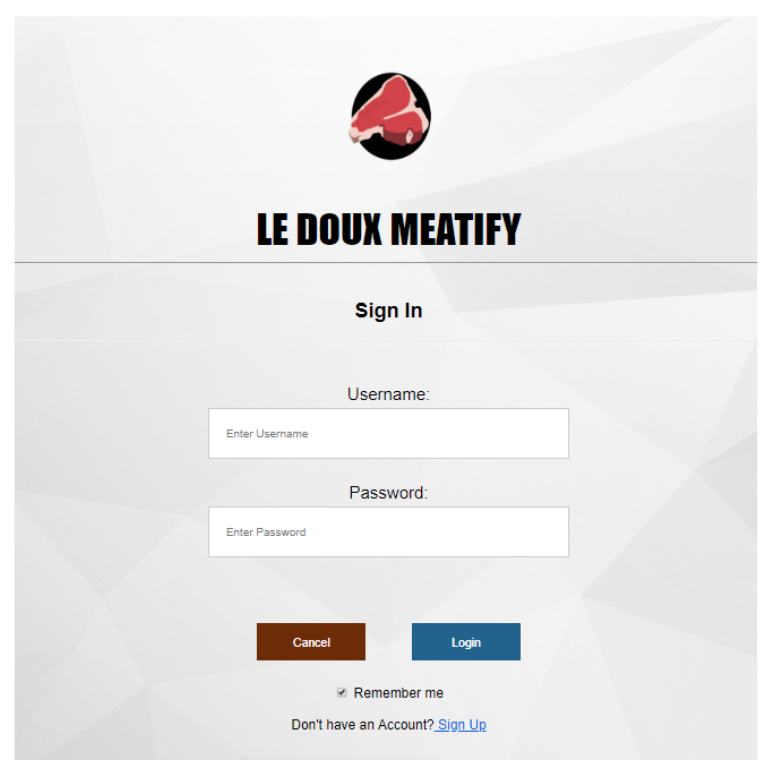 LE DOUX MEATIFY
Sign In
Username:
Enter Username
Password:
Enter Password
Cancel Login
Remember me
Don't have an Account? Sign Up